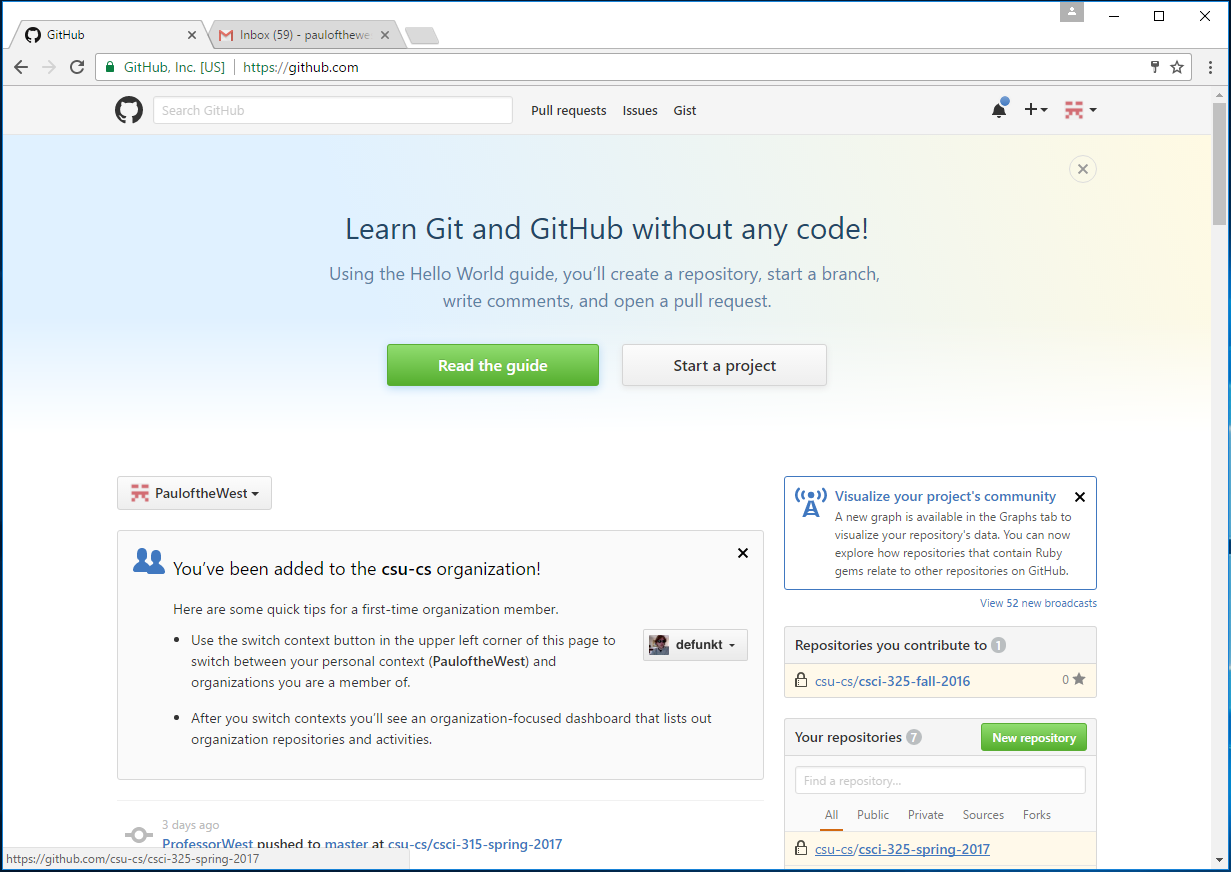 GitHub
Inbox (59) - paulofthewe
GitHub, Inc. [US]
https://github.com
Search GitHub
Pull requests
Issues
Gist
Learn Git and GitHub without any code!
Using the Hello World guide, you’ll create a repository, start a branch,
write comments, and open a pull request.
Read the guide
Start a project
PauloftheWest
You’ve been added to the csu-cs organization!
Here are some quick tips for a first-time organization member.
Use the switch context button in the upper left corner of this page to
switch between your personal context (PauloftheWest) and
organizations you are a member of.
defunkt
After you switch contexts you’ll see an organization-focused dashboard that lists out
organization repositories and activities.
3 days ago
ProfessorWest pushed to master at csu-cs/csci-315-spring-2017
Visualize your project's community
A new graph is available in the Graphs tab to
visualize your repository's data. You can now
explore how repositories that contain Ruby
gems relate to other repositories on GitHub.
View 52 new broadcasts
Repositories you contribute to 1
csu-cs/csci-325-fall-2016
0
Your repositories 7
New repository
Find a repository...
All
Public
Private
Sources
Forks
csu-cs/csci-325-spring-2017
https://github.com/csu-cs/csci-325-spring-2017